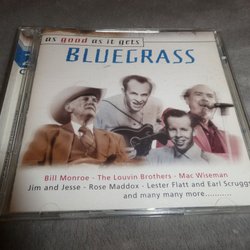 as good as it gets
BLUEGRASS
Bill Monroe - The Louvin Brothers - Mac Wiseman
Jim and Jesse - Rose Maddox - Lester Flatt and Earl Scruggs
and many many more...........